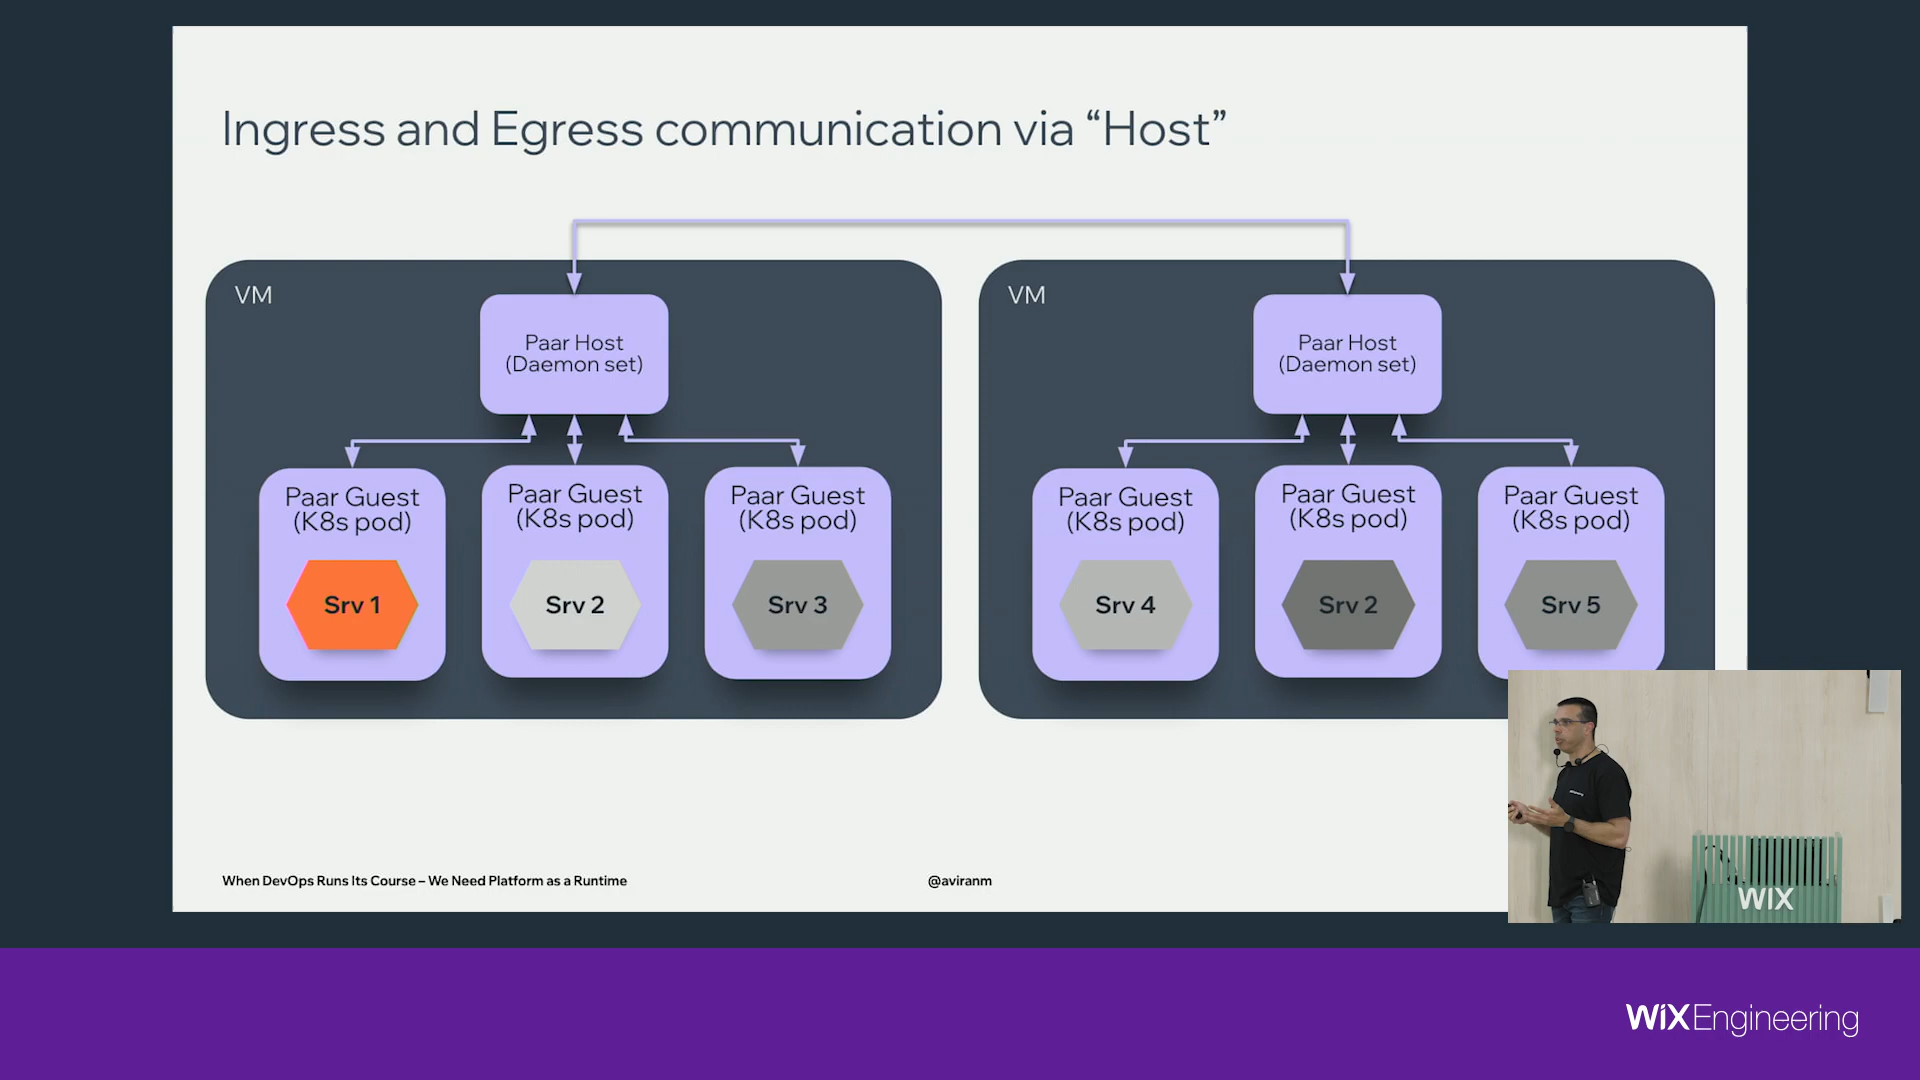 Ingress and Egress communication via “Host”
VM
Paar Host
(Daemon set)
Paar Guest
(K8s pod)
Srv 1
Paar Guest
(K8s pod)
Srv 2
Paar Guest
(K8s pod)
Srv 3
VM
Paar Host
(Daemon set)
Paar Guest
(K8s pod)
Srv 4
Paar Guest
(K8s pod)
Srv 2
Paar Guest
(K8s pod)
Srv 5
When DevOps Runs Its Course – We Need Platform as a Runtime
@aviranm
WIX
WiXEngineering